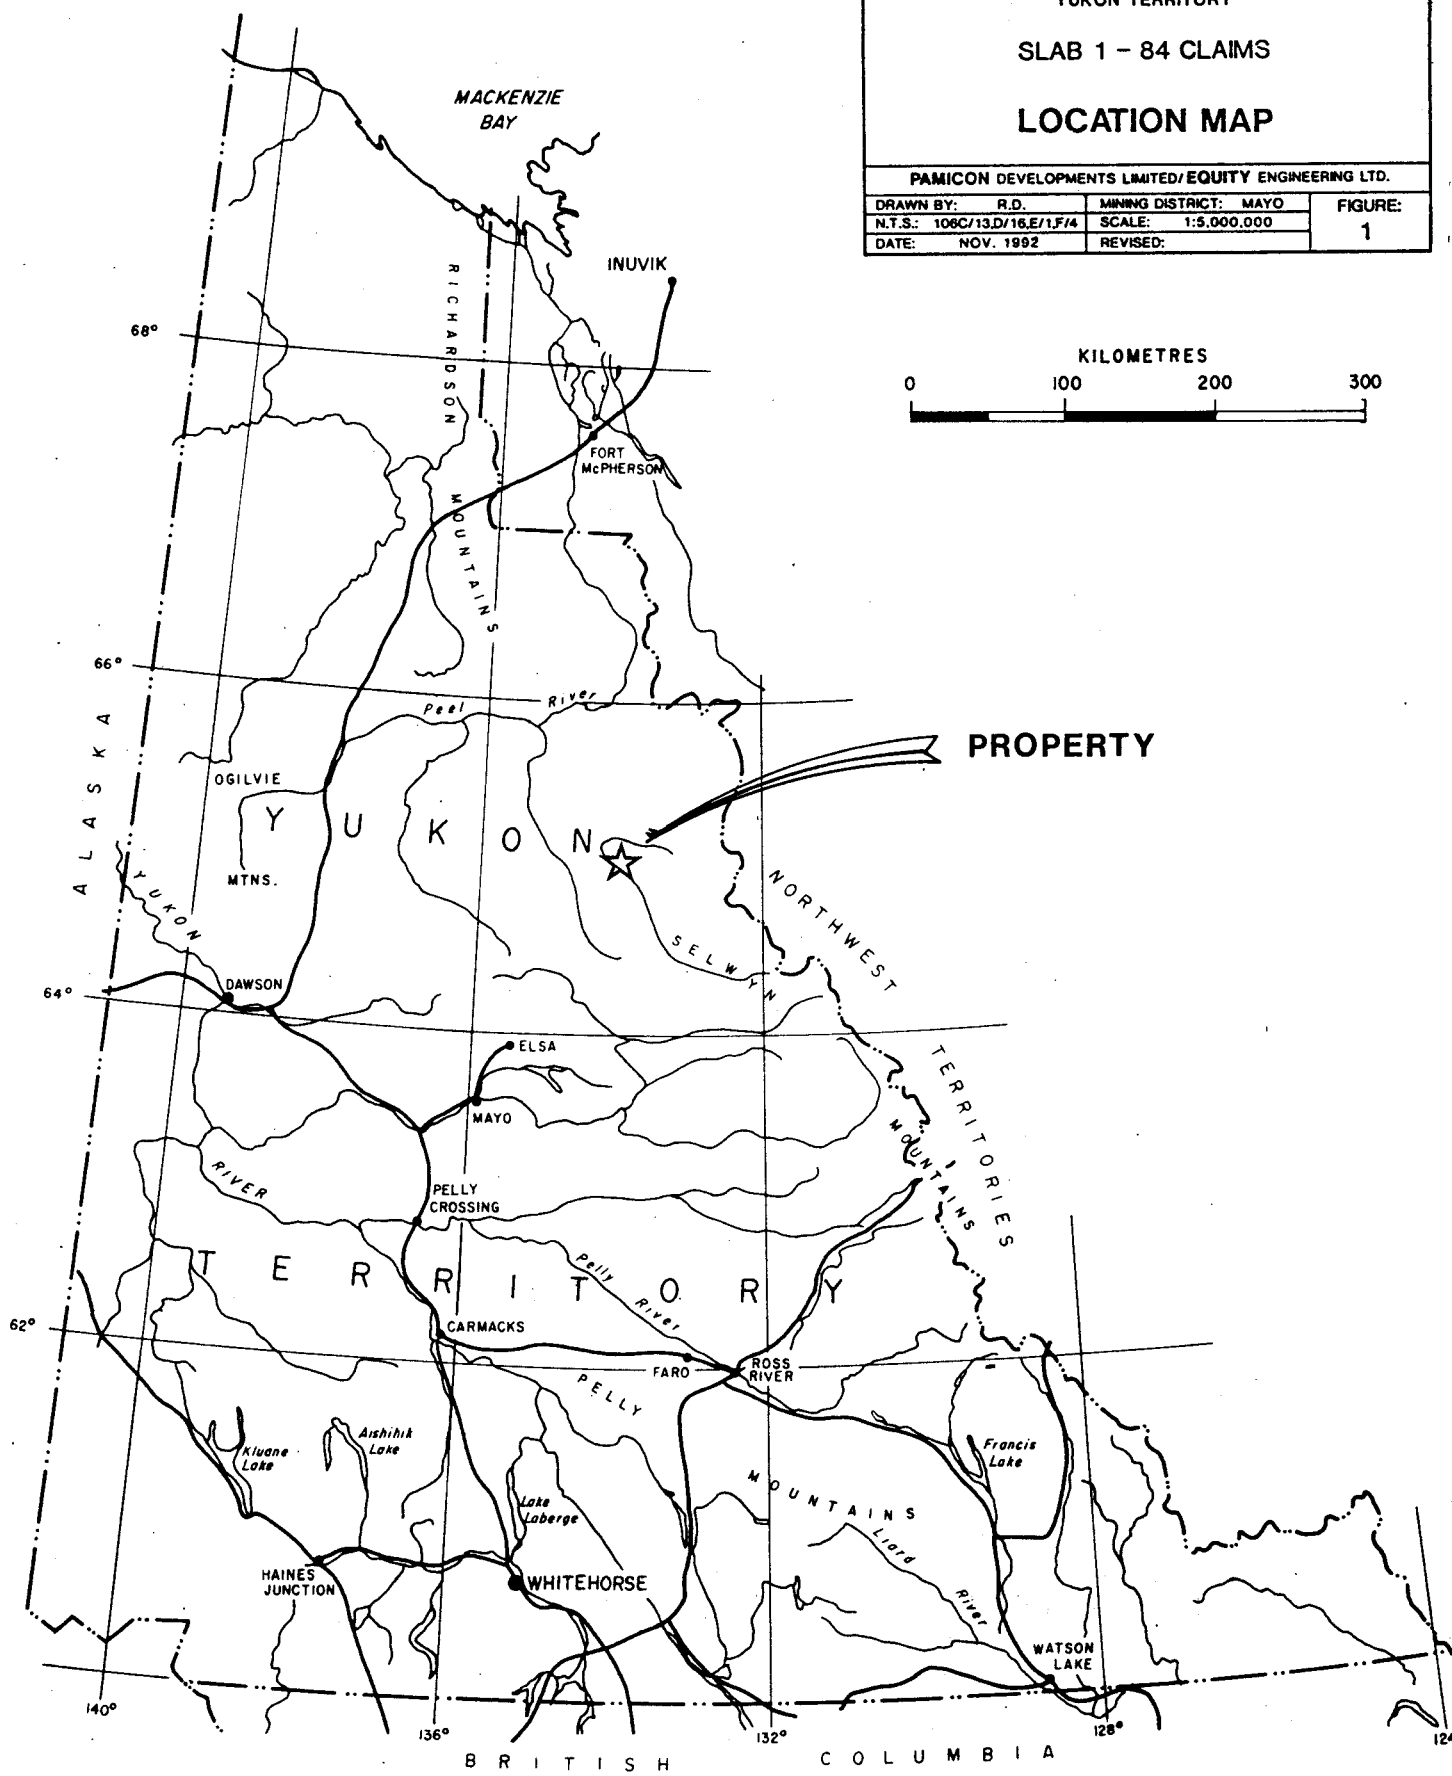 YUKON TERRITORY
SLAB 1 - 84 CLAIMS
LOCATION MAP
PAMICON DEVELOPMENTS LIMITED/EQUITY ENGINEERING LTD.
DRAWN BY: R.D.
MINING DISTRICT: MAYO
FIGURE:
1
N.T.S.: 106C/13,D/16,E/1,F/4
SCALE: 1:5,000,000
DATE: NOV. 1992
REVISED:
KILOMETRES
0 100 200 300
MACKENZIE
BAY
INUVIK
RICHARDSON
MOUNTAINS
68°
FORT
McPHERSON
66°
Peel River
PROPERTY
ALASKA
OGILVIE
MTNS.
YUKON
TERRITORY
YUKON
RIVER
SELWYN
MOUNTAINS
NORTHWEST
TERRITORIES
DAWSON
64°
ELSA
MAYO
PELLY
CROSSING
Pelly
River
62°
CARMACKS
FARO
ROSS
RIVER
PELLY
MOUNTAINS
Kluane
Lake
Aishihik
Lake
Lake
Laberge
Francis
Lake
Liard
River
HAINES
JUNCTION
WHITEHORSE
WATSON
LAKE
140°
136°
132°
128°
124
BRITISH COLUMBIA